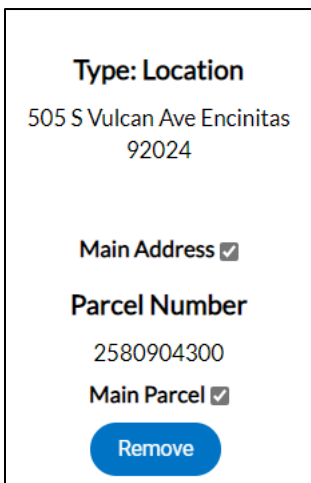 Type: Location
505 S Vulcan Ave Encinitas
92024
Main Address
Parcel Number
2580904300
Main Parcel
Remove